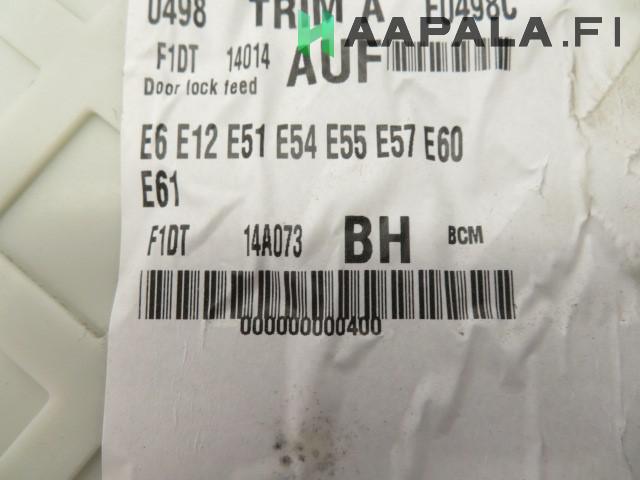 0498 TRIM A E0498C
HAAPALA.FI
F1DT 14014 AUF
Door lock feed
E6 E12 E51 E54 E55 E57 E60
E61
F1DT 14A073 BH BCM
000000000400